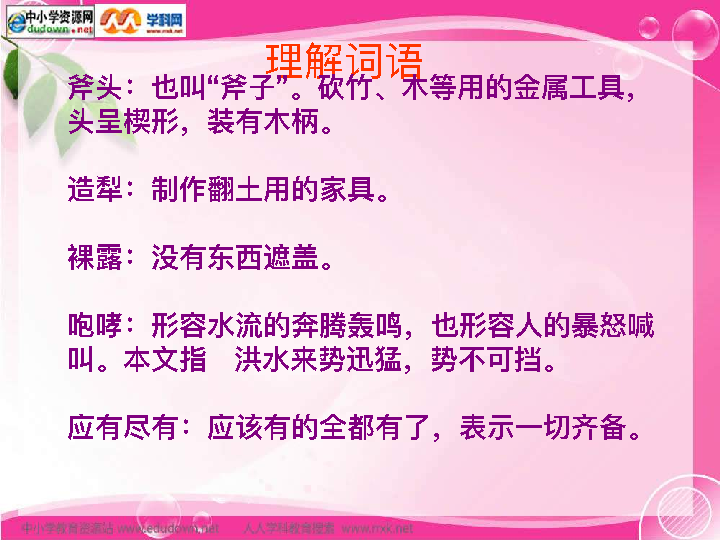 中小学资源网
edudown.net
学科网
www.nxk.net
理解词语
斧头：也叫“斧子”。砍竹、木等用的金属工具，
头呈楔形，装有木柄。
造犁：制作翻土用的家具。
裸露：没有东西遮盖。
咆哮：形容水流的奔腾轰鸣，也形容人的暴怒喊
叫。本文指　洪水来势迅猛，势不可挡。
应有尽有：应该有的全都有了，表示一切齐备。
中小学教育资源站 www.edudown.net 人人学科教育搜索 www.rrxk.net